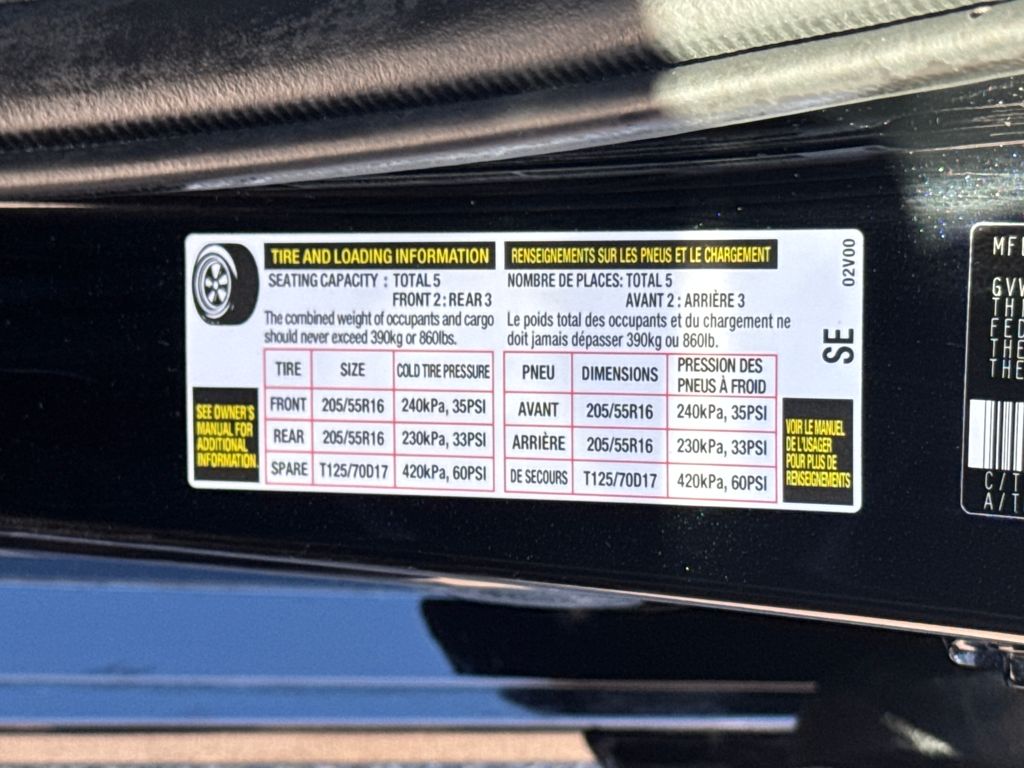 TIRE AND LOADING INFORMATION
SEATING CAPACITY : TOTAL 5
FRONT 2 : REAR 3
The combined weight of occupants and cargo
should never exceed 390kg or 860lbs.
TIRE SIZE COLD TIRE PRESSURE
FRONT 205/55R16 240kPa, 35PSI
REAR 205/55R16 230kPa, 33PSI
SPARE T125/70D17 420kPa, 60PSI
SEE OWNER'S
MANUAL FOR
ADDITIONAL
INFORMATION.
RENSEIGNEMENTS SUR LES PNEUS ET LE CHARGEMENT
NOMBRE DE PLACES: TOTAL 5
AVANT 2 : ARRIÈRE 3
Le poids total des occupants et du chargement ne
doit jamais dépasser 390kg ou 860lb.
PNEU DIMENSIONS PRESSION DES
PNEUS À FROID
AVANT 205/55R16 240kPa, 35PSI
ARRIÈRE 205/55R16 230kPa, 33PSI
DE SECOURS T125/70D17 420kPa, 60PSI
VOIR LE MANUEL
DE L'USAGER
POUR PLUS DE
RENSEIGNEMENTS
02V00
SE
THE
THE
C/T
A/T